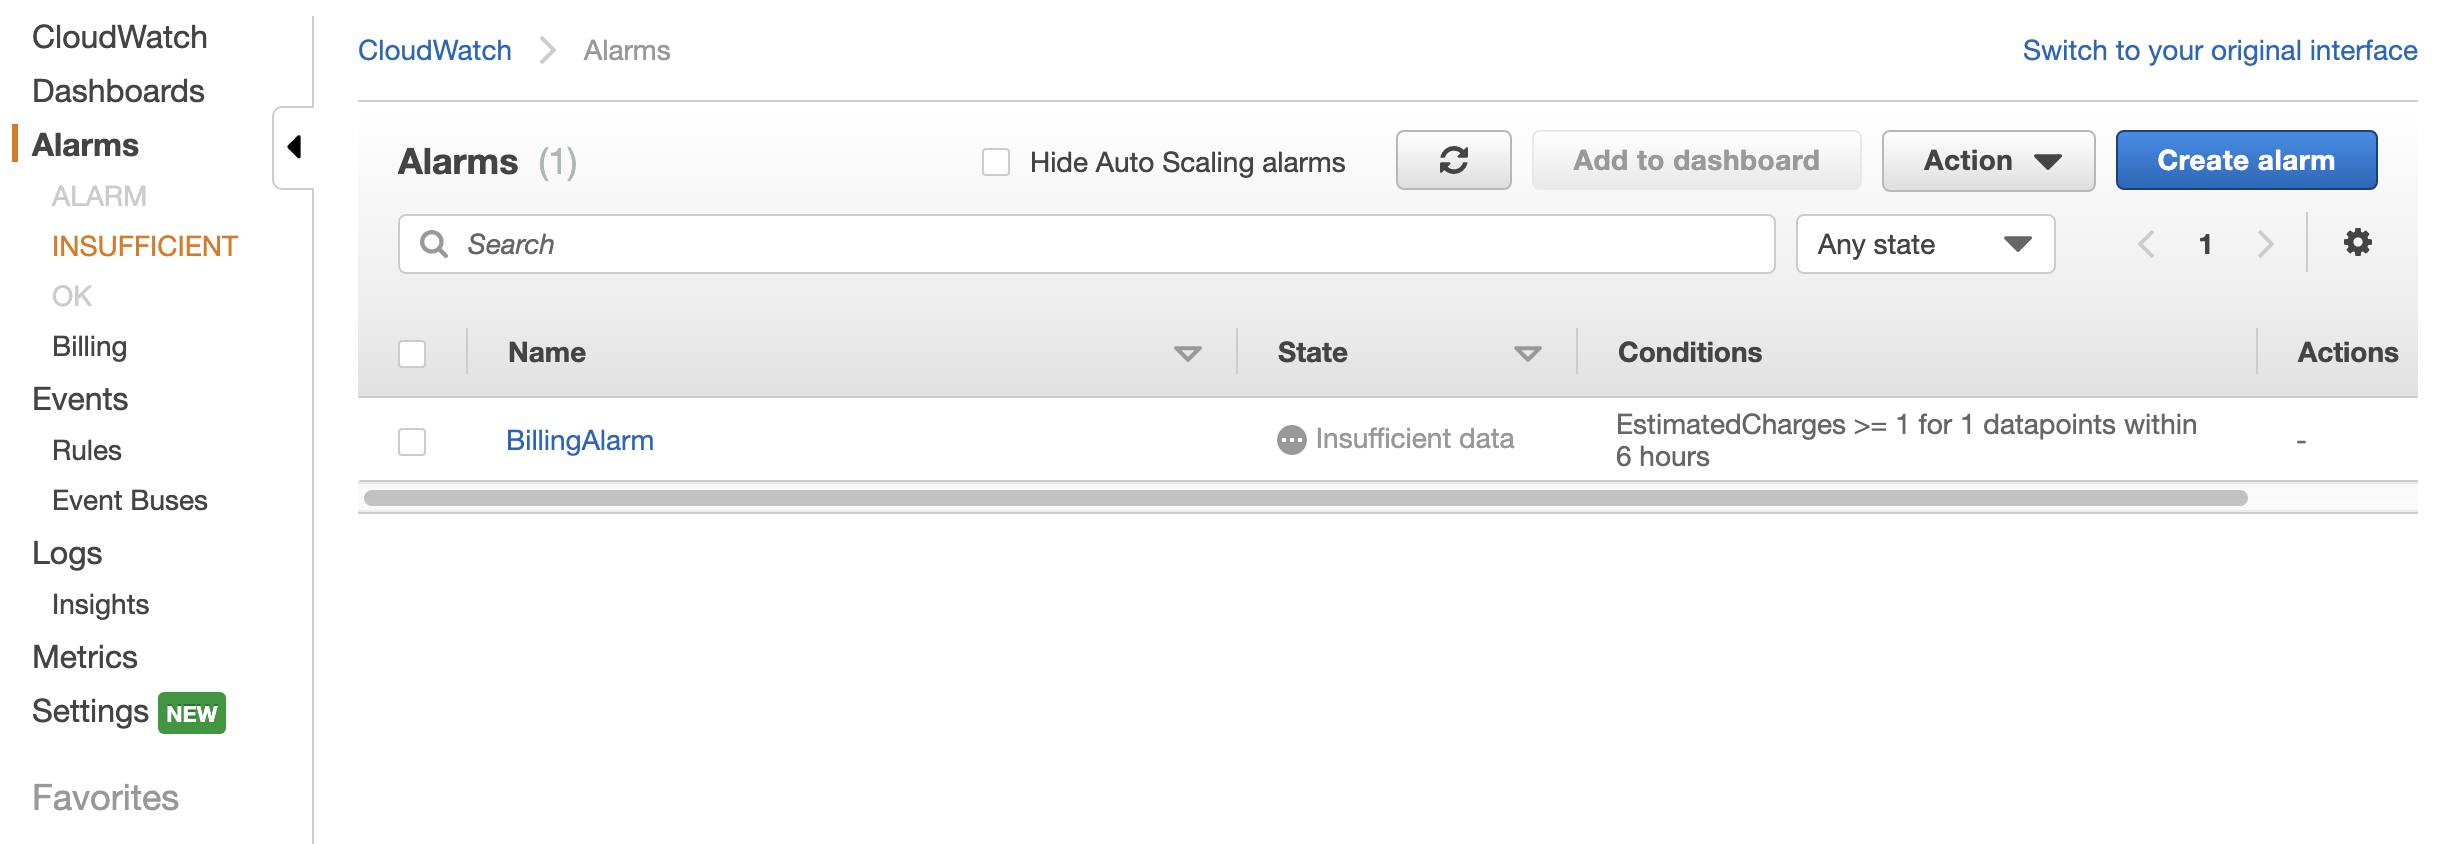 CloudWatch
Dashboards
Alarms
ALARM
INSUFFICIENT
OK
Billing
Events
Rules
Event Buses
Logs
Insights
Metrics
Settings NEW
Favorites
CloudWatch Alarms
Switch to your original interface
Alarms (1)
Hide Auto Scaling alarms
Add to dashboard
Action
Create alarm
Search
Any state
1
Name State Conditions Actions
BillingAlarm
Insufficient data
EstimatedCharges >= 1 for 1 datapoints within
6 hours
-